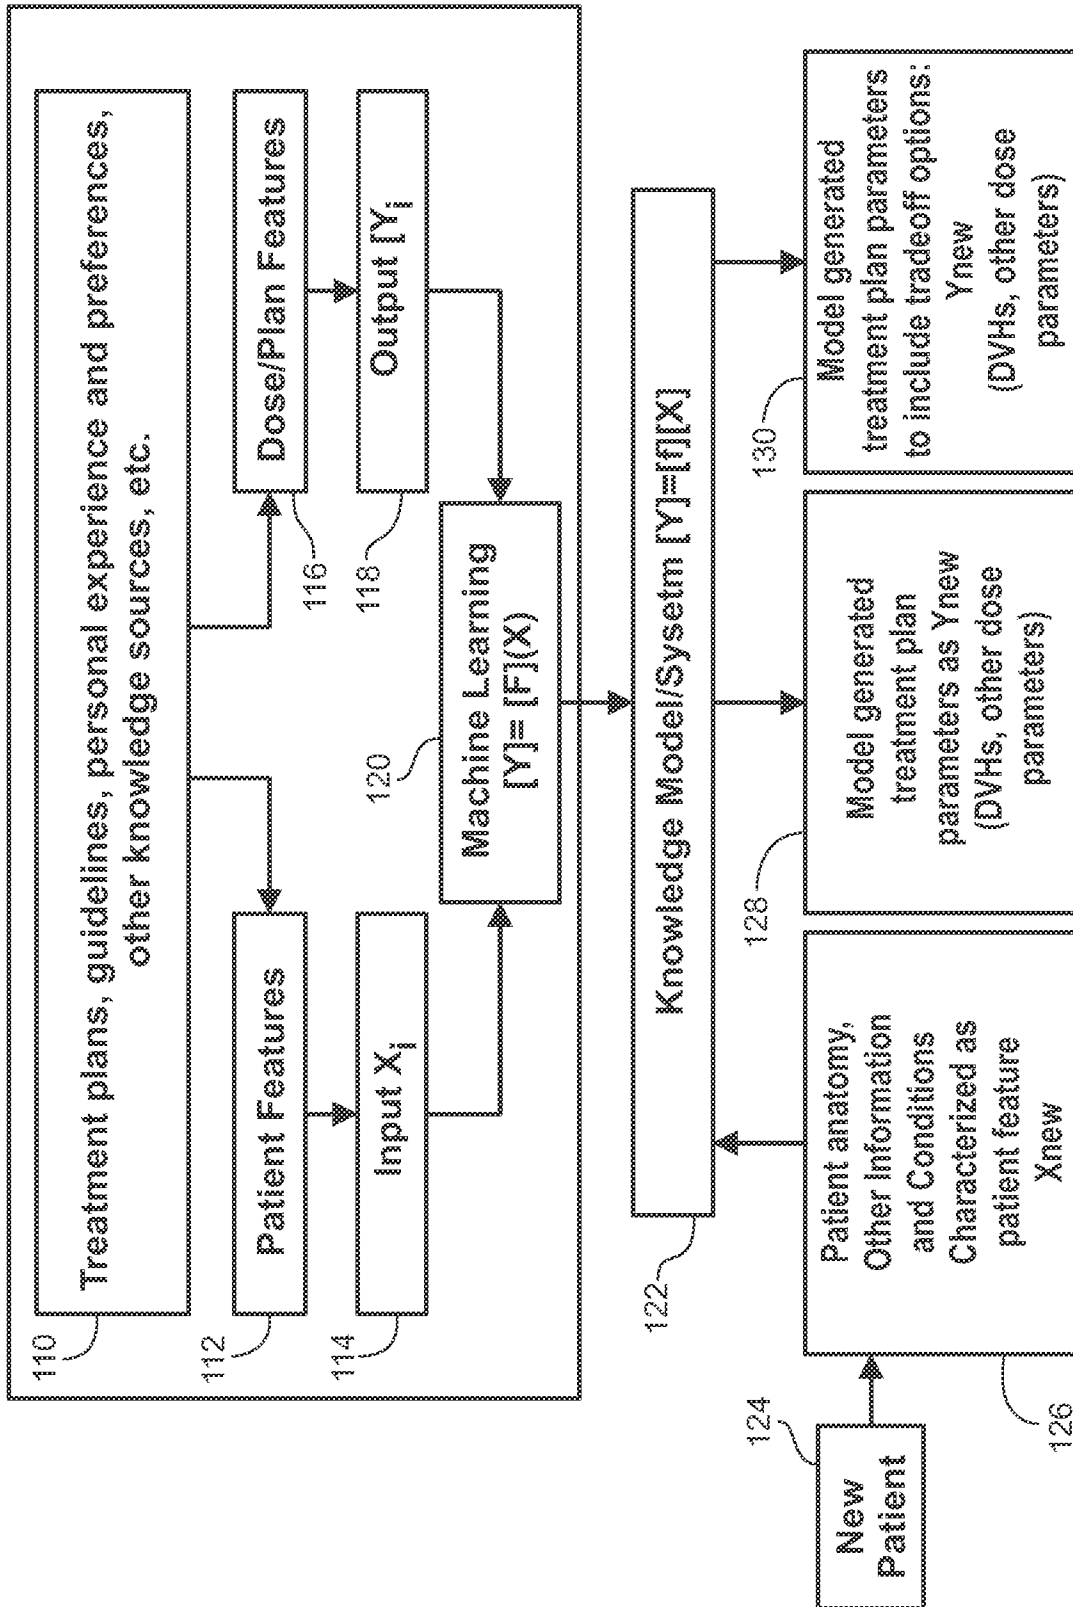 110
Treatment plans, guidelines, personal experience and preferences,
other knowledge sources, etc.
112
Patient Features
116
Dose/Plan Features
114
Input Xi
118
Output [Yi
120
Machine Learning
[Y]= [F](X)
122
Knowledge Model/Sysetm [Y]=[f][X]
124
New
Patient
126
Patient anatomy,
Other Information
and Conditions
Characterized as
patient feature
Xnew
128
Model generated
treatment plan
parameters as Ynew
(DVHs, other dose
parameters)
130
Model generated
treatment plan parameters
to include tradeoff options:
Ynew
(DVHs, other dose
parameters)